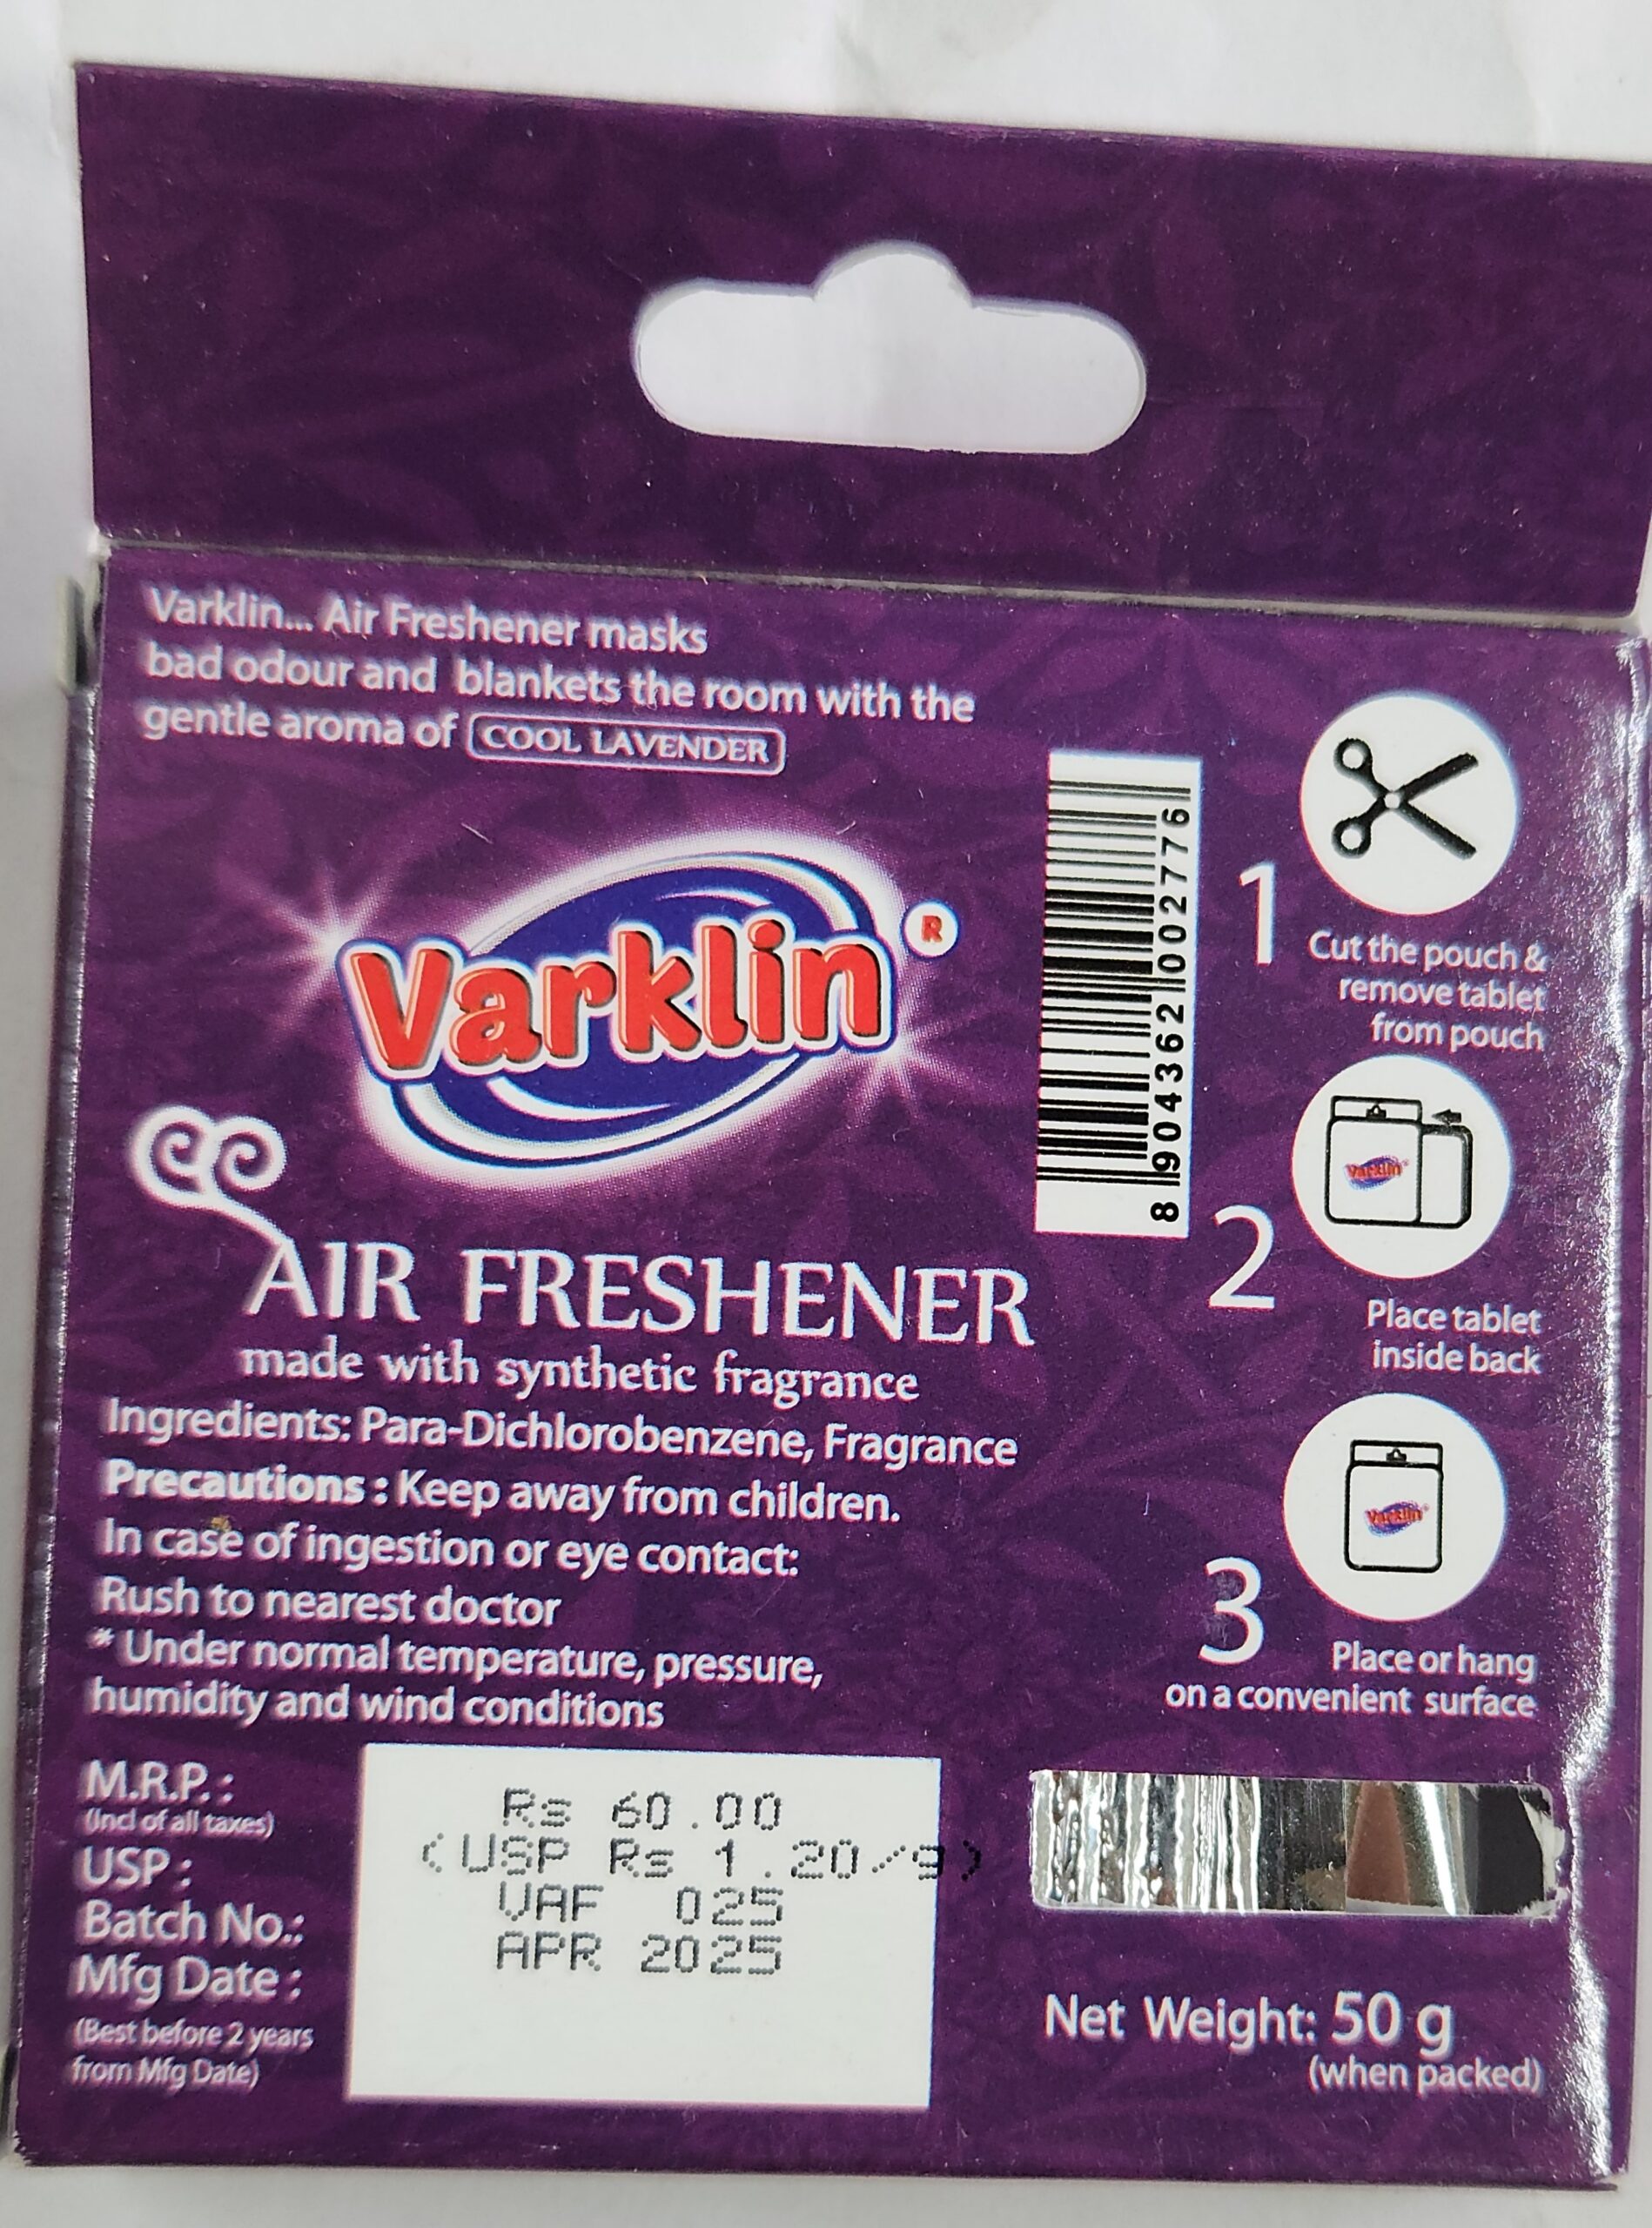 Varklin... Air Freshener masks
bad odour and blankets the room with the
gentle aroma of COOL LAVENDER
Varklin®
AIR FRESHENER
made with synthetic fragrance
Ingredients: Para-Dichlorobenzene, Fragrance
Precautions : Keep away from children.
In case of ingestion or eye contact:
Rush to nearest doctor
* Under normal temperature, pressure,
humidity and wind conditions
M.R.P. : Rs 60.00
(Incl of all taxes)
USP : (USP Rs 1.20/g)
Batch No.: VAF 025
Mfg Date : APR 2025
(Best before 2 years
from Mfg Date)
8 904362 002776
1
Cut the pouch &
remove tablet
from pouch
Varklin
2
Place tablet
inside back
Varklin
3
Place or hang
on a convenient surface
Net Weight: 50 g
(when packed)